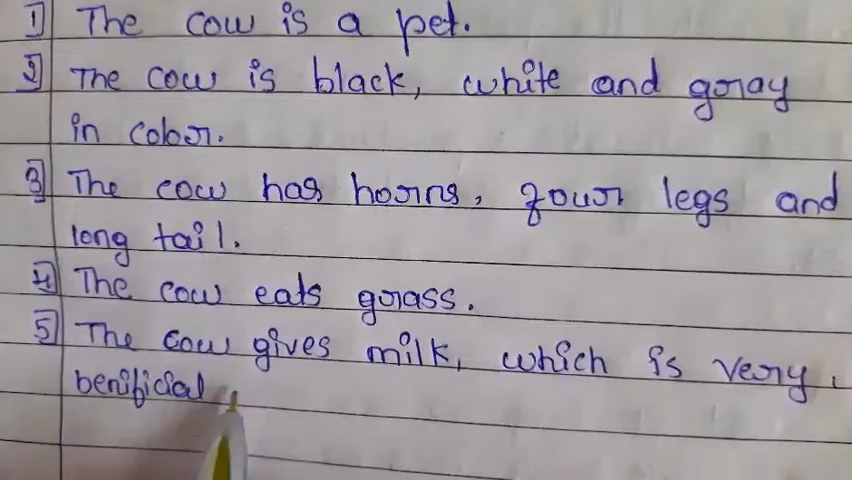 1 The cow is a pet.
2 The cow is black, white and gray
in color.
3 The cow has horns, four legs and
long tail.
4 The cow eats grass.
5 The cow gives milk, which is very
benificial